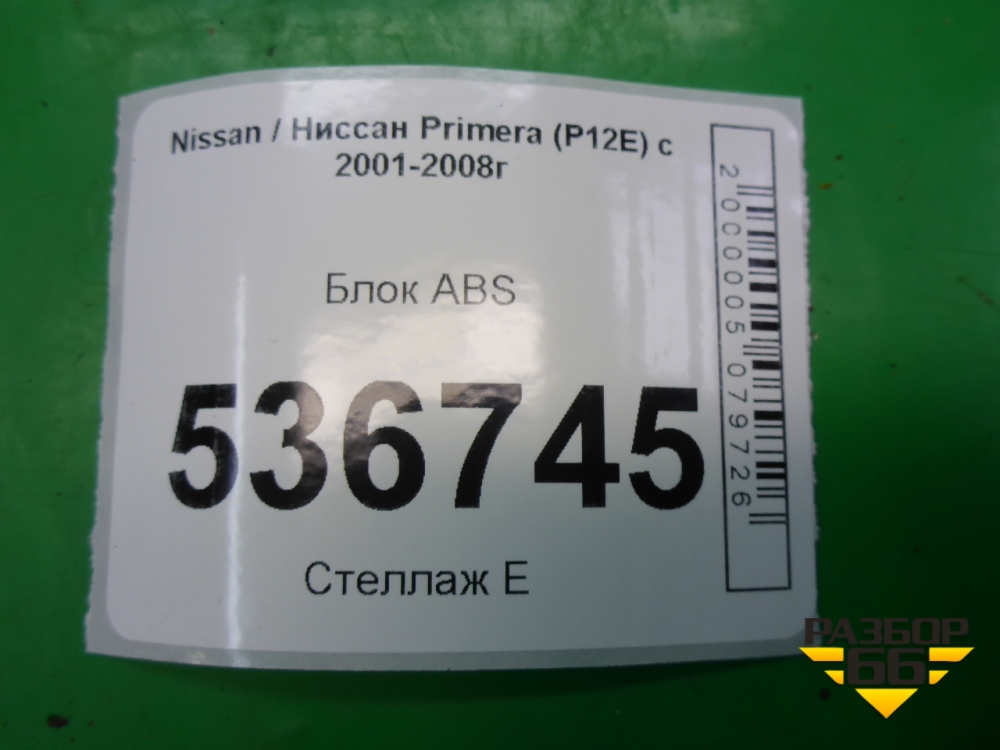 Nissan / Ниссан Primera (P12E) с
2001-2008г
Блок ABS
536745
Стеллаж Е
2000005079726
РАЗБОР
66